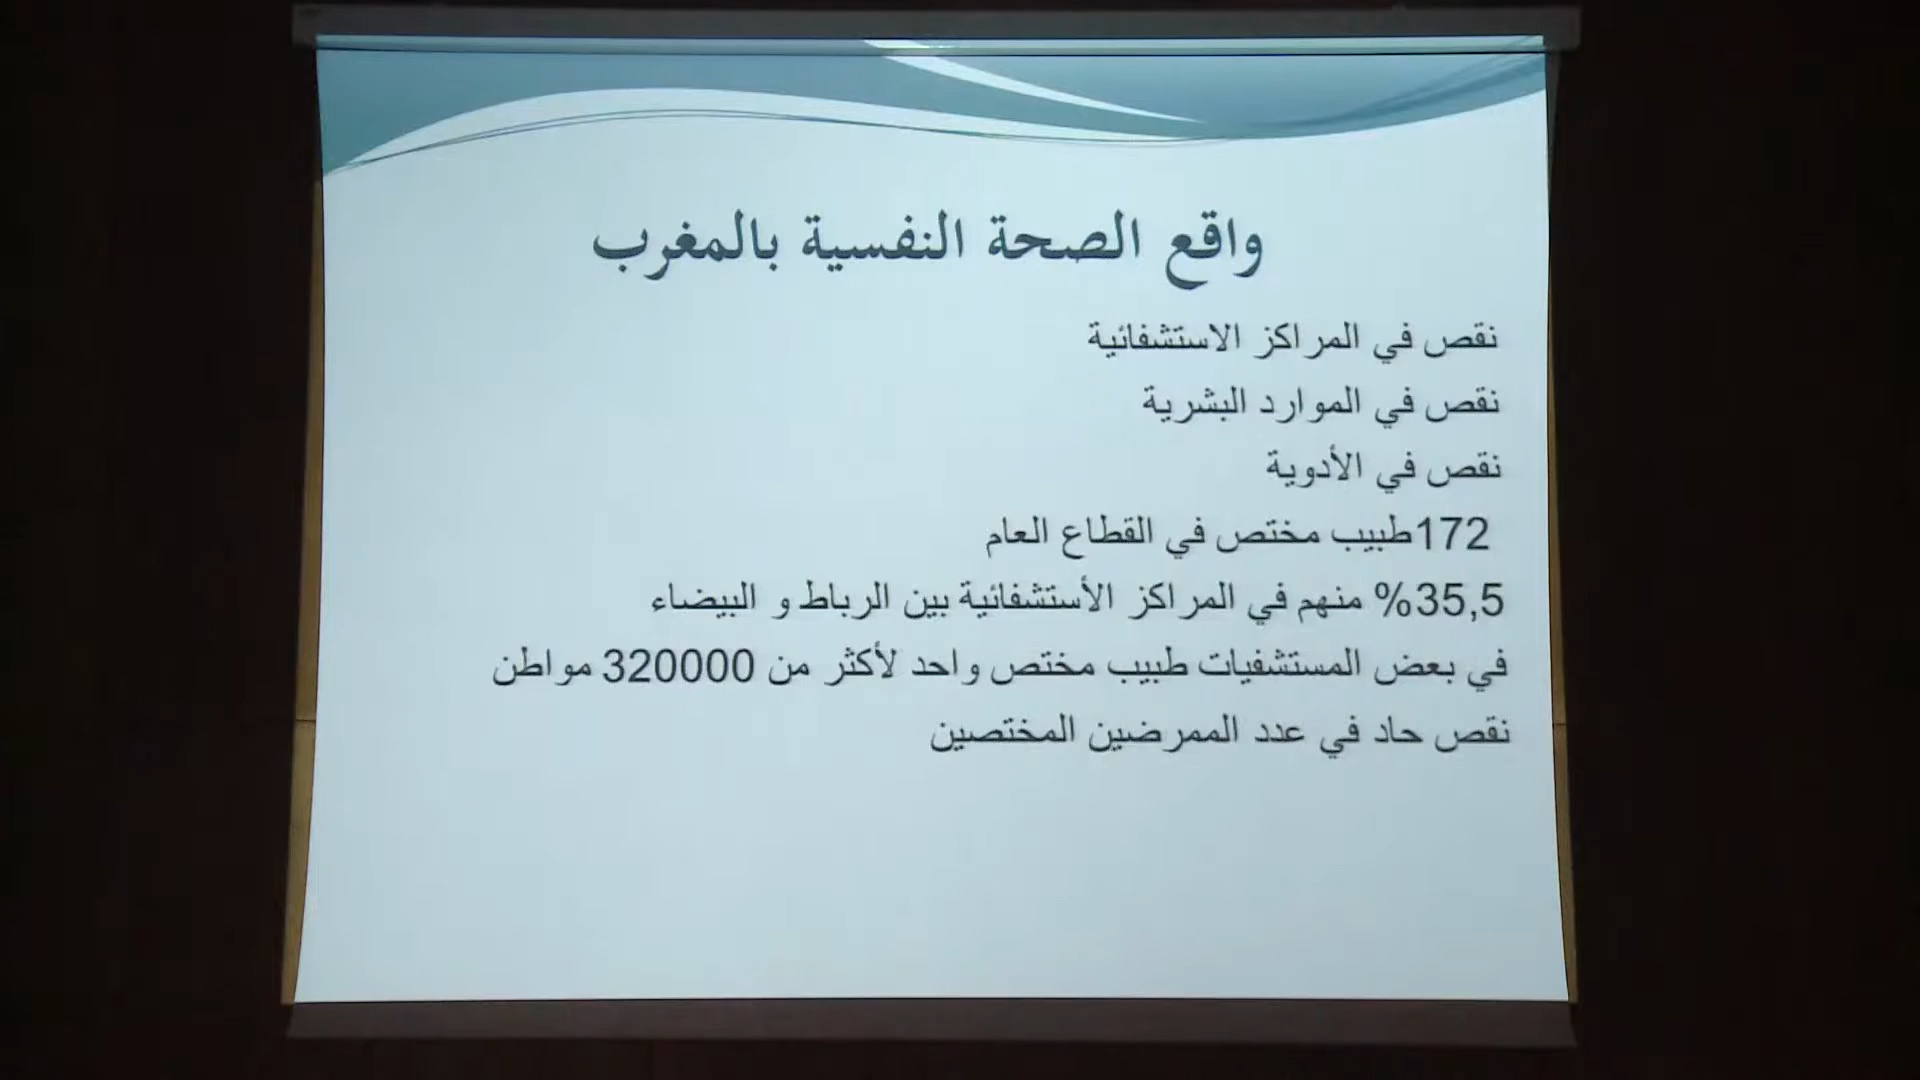 واقع الصحة النفسية بالمغرب
نقص في المراكز الاستشفائية
نقص في الموارد البشرية
نقص في الأدوية
172طبيب مختص في القطاع العام
35,5% منهم في المراكز الأستشفائية بين الرباط و البيضاء
في بعض المستشفيات طبيب مختص واحد لأكثر من 320000 مواطن
نقص حاد في عدد الممرضين المختصين